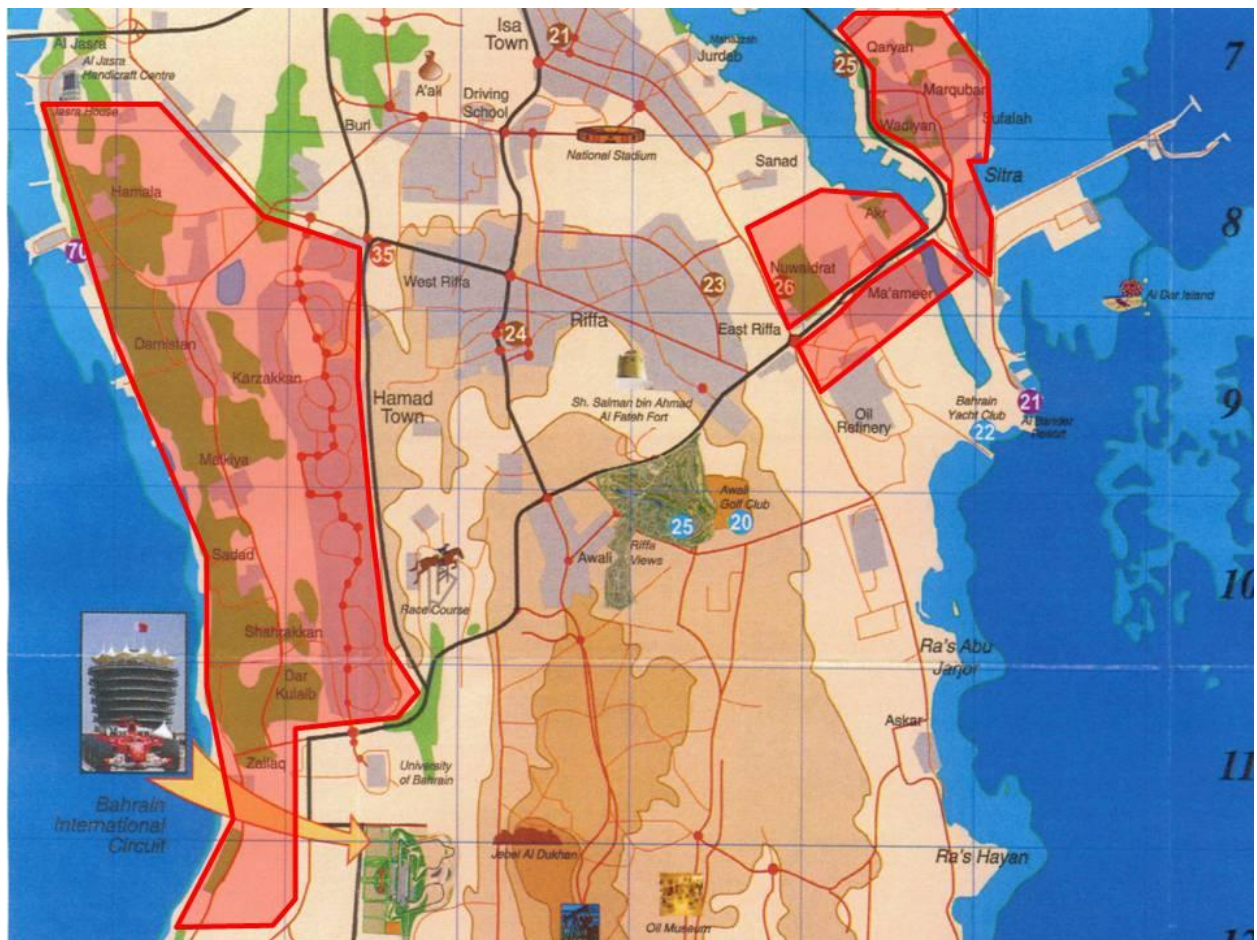 Isa
Town
21
Mahazzah
Jurdab
Qaryah
25
7
Al Jasra
Al Jasra
Handicraft Centre
Jasra House
A'ali
Driving
School
Marquban
Buri
Sufalah
Wadiyan
National Stadium
Sanad
Sitra
Hamala
Akr
8
70
35
West Riffa
Nuwaidrat
26
23
Ma'ameer
Al Dar Island
24
Riffa
East Riffa
Damistan
Karzakkan
Hamad
Town
Sh. Salman bin Ahmad
Al Fateh Fort
Oil
Refinery
Bahrain
Yacht Club
22
21
Al Bander
Resort
9
Malkiya
Awali
Golf Club
25
20
Riffa
Views
Sadad
Awali
10
Race Course
Shahrakkan
Ra's Abu
Jarjor
Dar
Kulaib
Askar
Zallaq
University
of Bahrain
11
Bahrain
International
Circuit
Jebel Al Dukhan
Ra's Hayan
Oil Museum